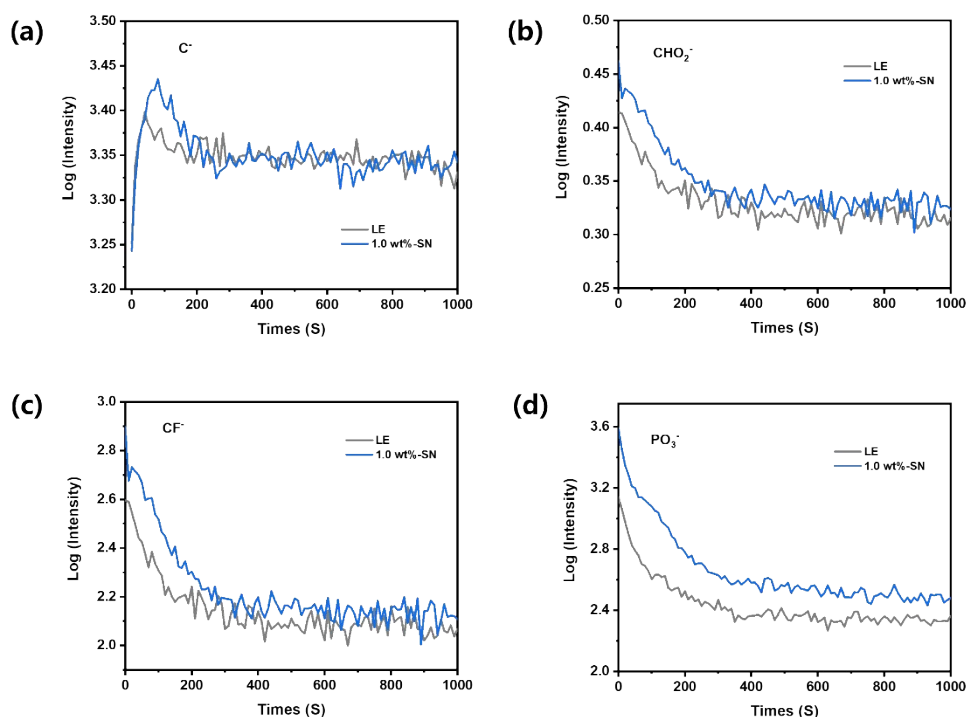 (a)
C⁻
3.50
3.45
3.40
3.35
3.30
3.25
3.20
Log (Intensity)
LE
1.0 wt%-SN
0 200 400 600 800 1000
Times (S)
(b)
CHO₂⁻
0.50
0.45
0.40
0.35
0.30
0.25
Log (Intensity)
LE
1.0 wt%-SN
0 200 400 600 800 1000
Times (S)
(c)
CF⁻
3.0
2.8
2.6
2.4
2.2
2.0
Log (Intensity)
LE
1.0 wt%-SN
0 200 400 600 800 1000
Times (S)
(d)
PO₃⁻
3.6
3.2
2.8
2.4
2.0
Log (Intensity)
LE
1.0 wt%-SN
0 200 400 600 800 1000
Times (S)